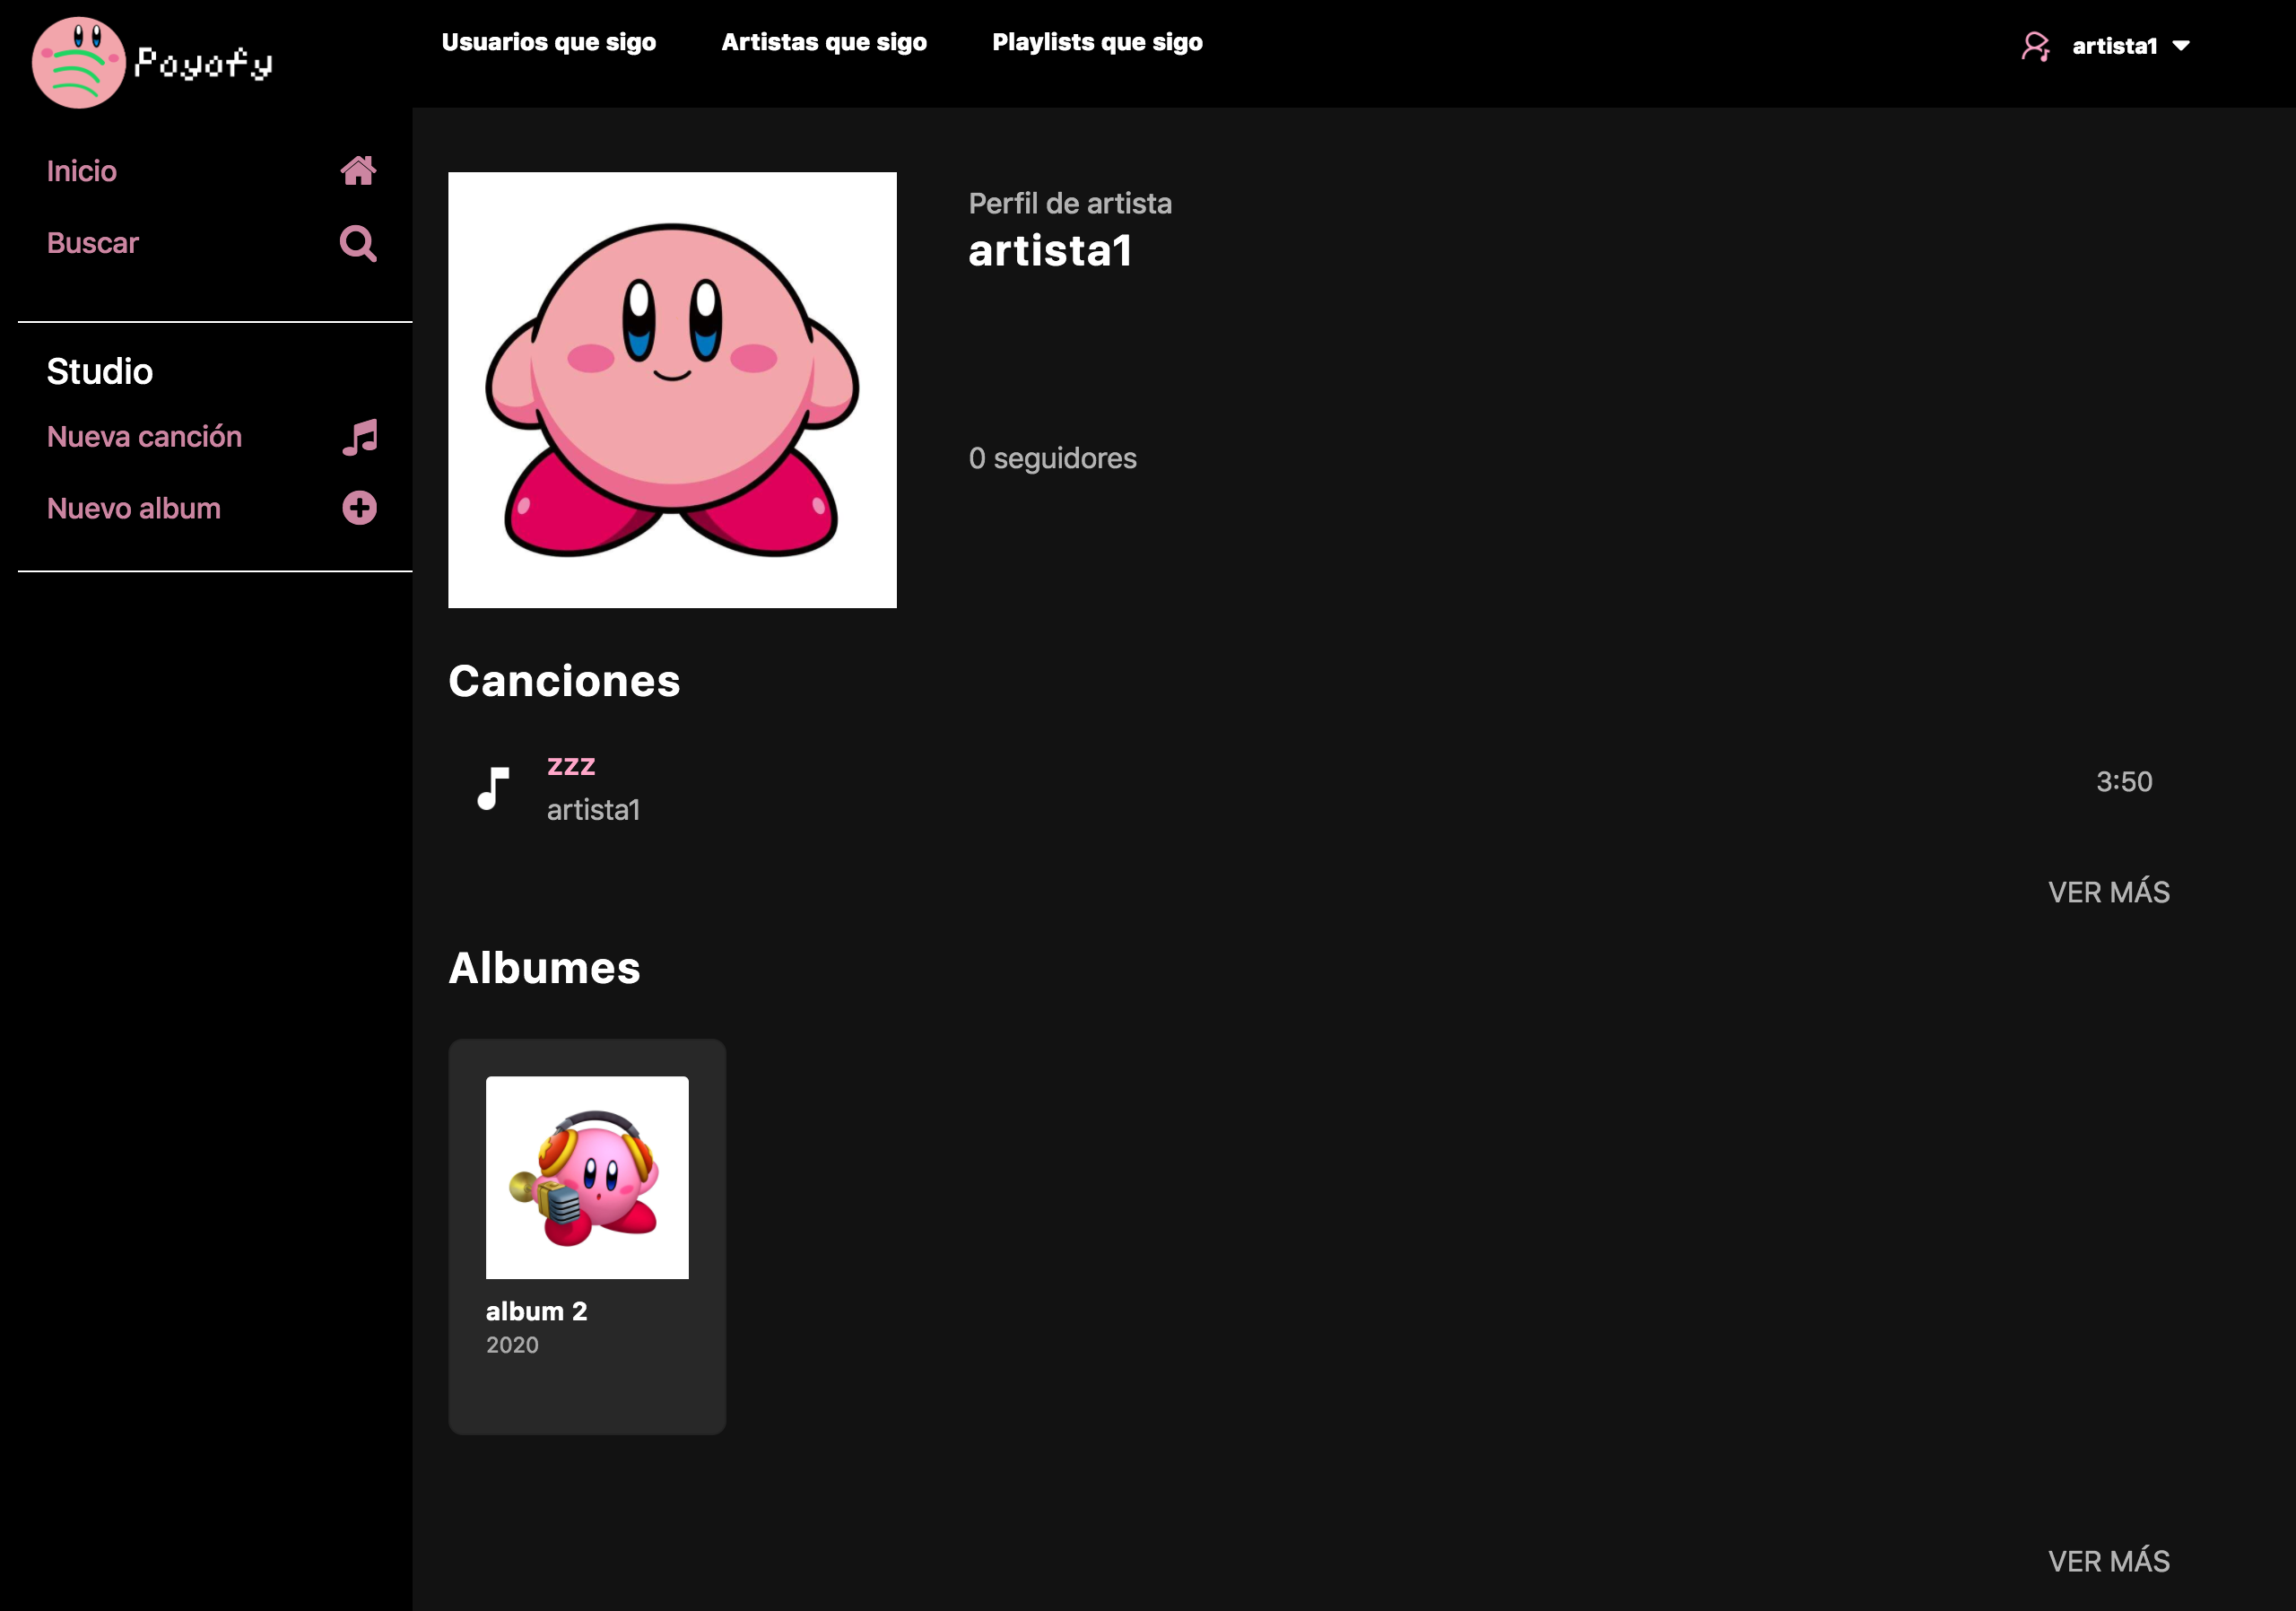 Poyofy
Usuarios que sigo
Artistas que sigo
Playlists que sigo
artista1
Inicio
Buscar
Studio
Nueva canción
Nuevo album
Perfil de artista
artista1
0 seguidores
Canciones
zzz
artista1
3:50
VER MÁS
Albumes
album 2
2020
VER MÁS